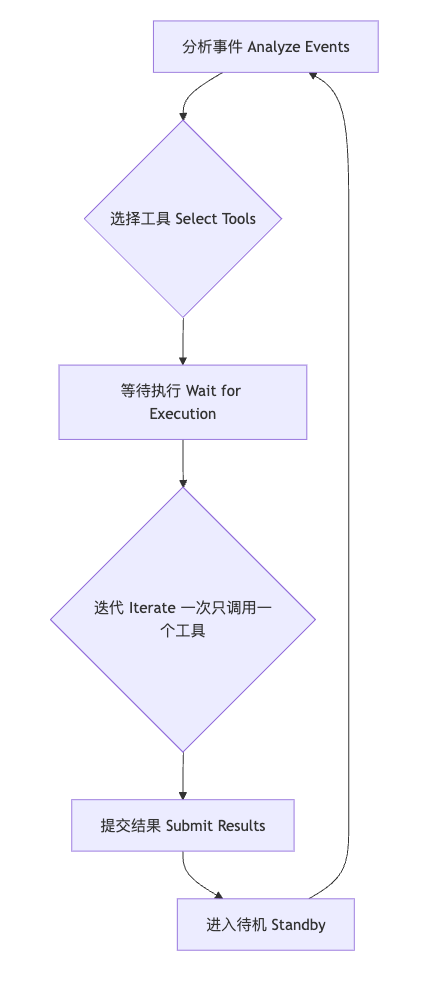 分析事件 Analyze Events
选择工具 Select Tools
等待执行 Wait for
Execution
迭代 Iterate 一次只调用一
个工具
提交结果 Submit Results
进入待机 Standby